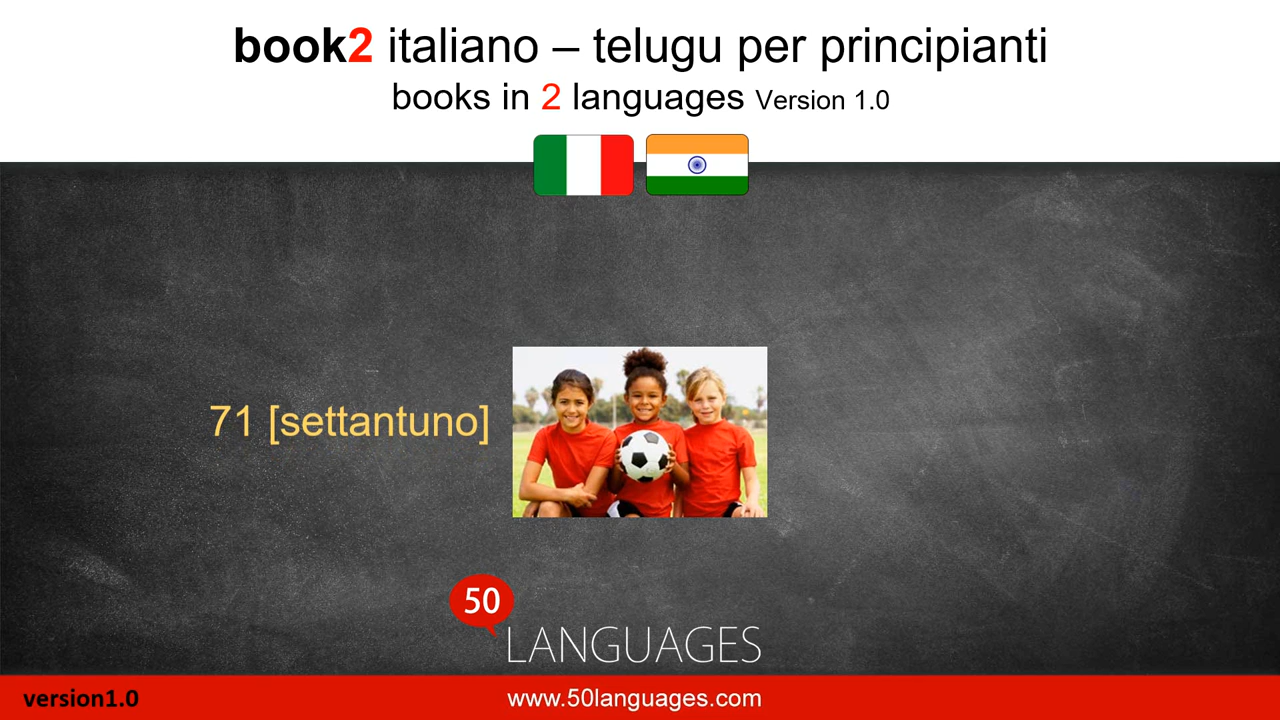 book2 italiano – telugu per principianti
books in 2 languages Version 1.0
71 [settantuno]
50
LANGUAGES
version1.0
www.50languages.com